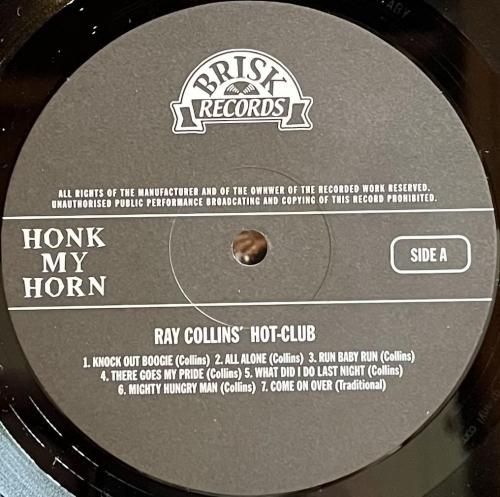 BRISK
RECORDS
ALL RIGHTS OF THE MANUFACTURER AND OF THE OWNWER OF THE RECORDED WORK RESERVED.
UNAUTHORISED PUBLIC PERFORMANCE BROADCATING AND COPYING OF THIS RECORD PROHIBITED.
HONK
MY
HORN
SIDE A
RAY COLLINS´ HOT-CLUB
1. KNOCK OUT BOOGIE (Collins) 2. ALL ALONE (Collins) 3. RUN BABY RUN (Collins)
4. THERE GOES MY PRIDE (Collins) 5. WHAT DID I DO LAST NIGHT (Collins)
6. MIGHTY HUNGRY MAN (Collins) 7. COME ON OVER (Traditional)